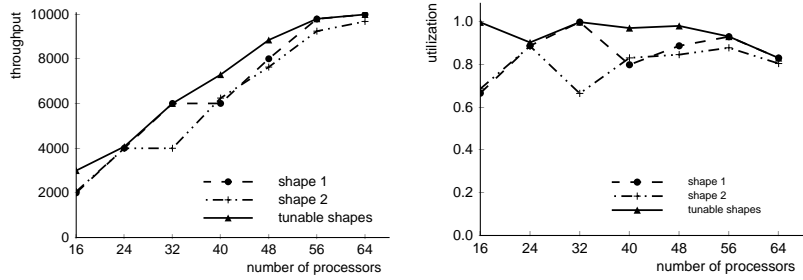 throughput
10000
8000
6000
4000
2000
0
16 24 32 40 48 56 64
number of processors
shape 1
shape 2
tunable shapes
utilization
1.0
0.8
0.6
0.4
0.2
0.0
16 24 32 40 48 56 64
number of processors
shape 1
shape 2
tunable shapes